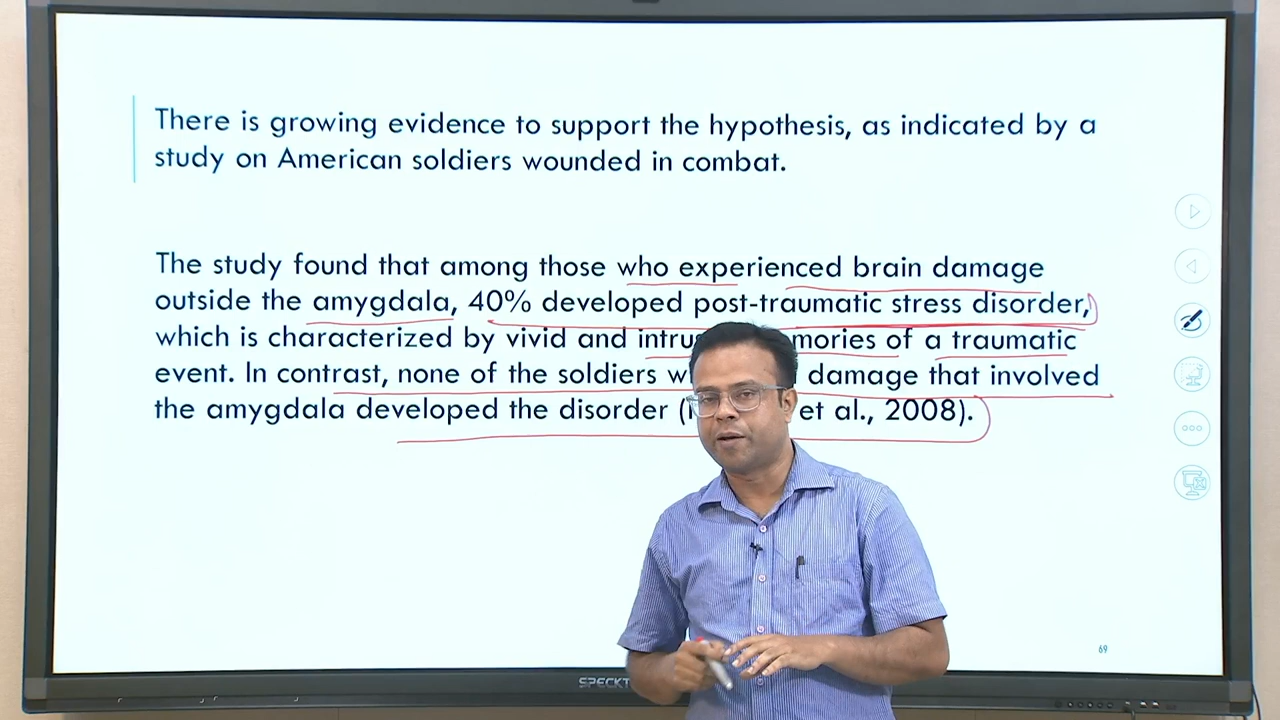 There is growing evidence to support the hypothesis, as indicated by a
study on American soldiers wounded in combat.
The study found that among those who experienced brain damage
outside the amygdala, 40% developed post-traumatic stress disorder,
which is characterized by vivid and of a traumatic
event. In contrast, none of the soldiers damage that involved
the amygdala developed the disorder ( et al., 2008).
69